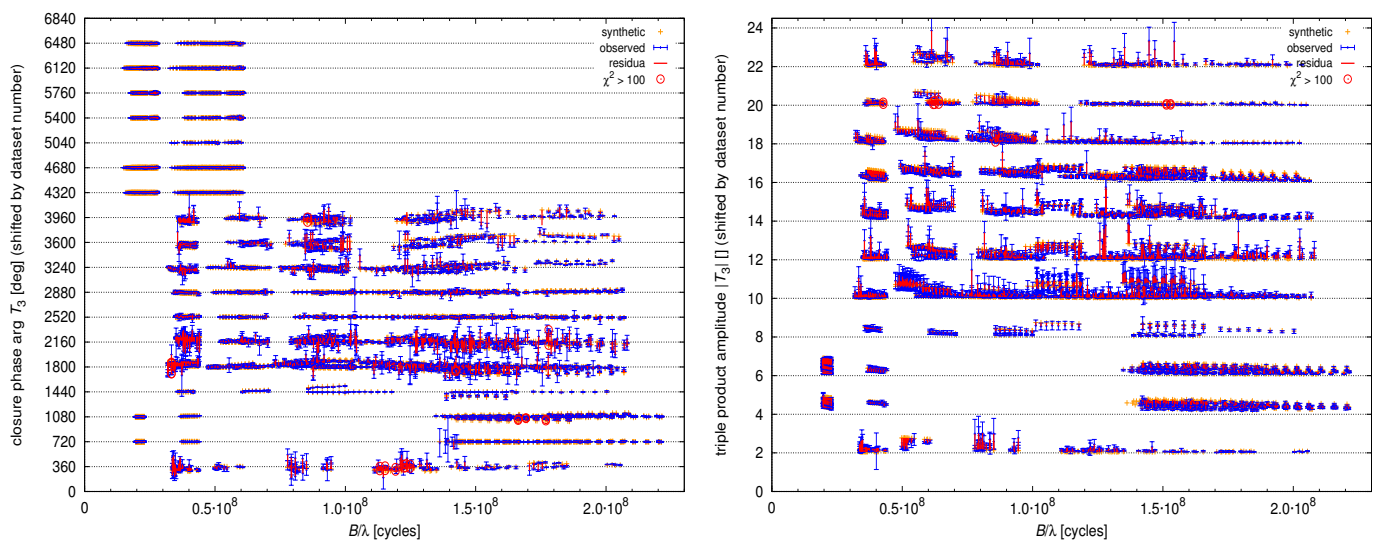 closure phase arg T₃ [deg] (shifted by dataset number)
6840
6480
6120
5760
5400
5040
4680
4320
3960
3600
3240
2880
2520
2160
1800
1440
1080
720
360
0
synthetic
observed
residua
χ² > 100
0 0.5·10⁸ 1.0·10⁸ 1.5·10⁸ 2.0·10⁸
B/λ [cycles]
triple product amplitude |T₃| [] (shifted by dataset number)
24
22
20
18
16
14
12
10
8
6
4
2
0
synthetic
observed
residua
χ² > 100
0 0.5·10⁸ 1.0·10⁸ 1.5·10⁸ 2.0·10⁸
B/λ [cycles]